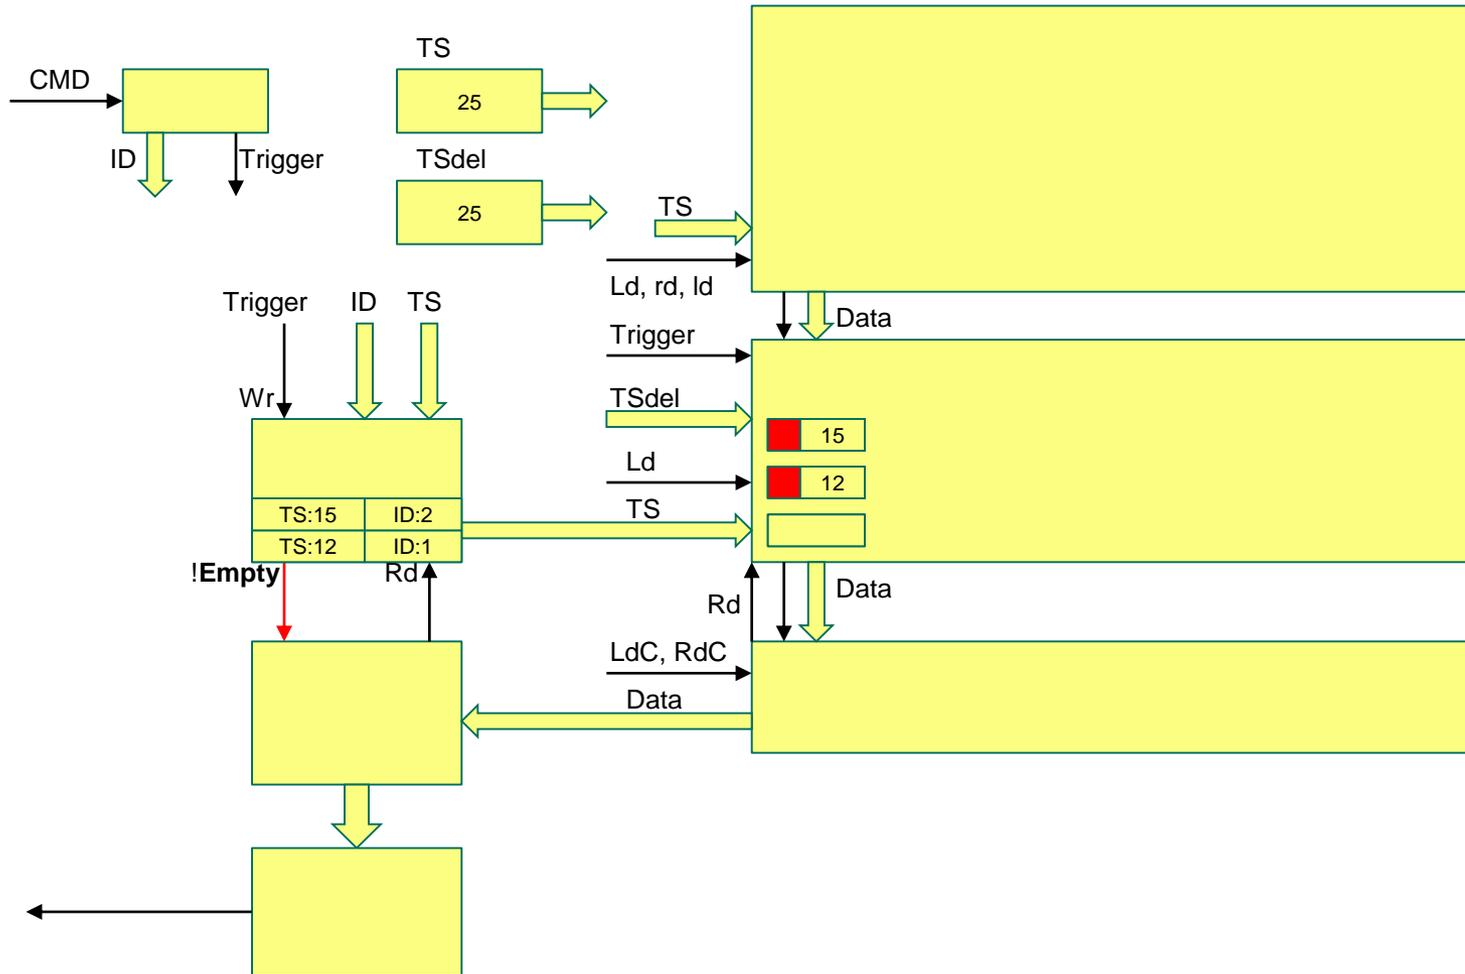 TS
CMD
25
ID
Trigger
TSdel
25
TS
Ld, rd, ld
Trigger
ID
TS
Data
Trigger
Wr
TSdel
15
Ld
12
TS
TS:15
ID:2
TS:12
ID:1
!Empty
Rd
Data
Rd
LdC, RdC
Data